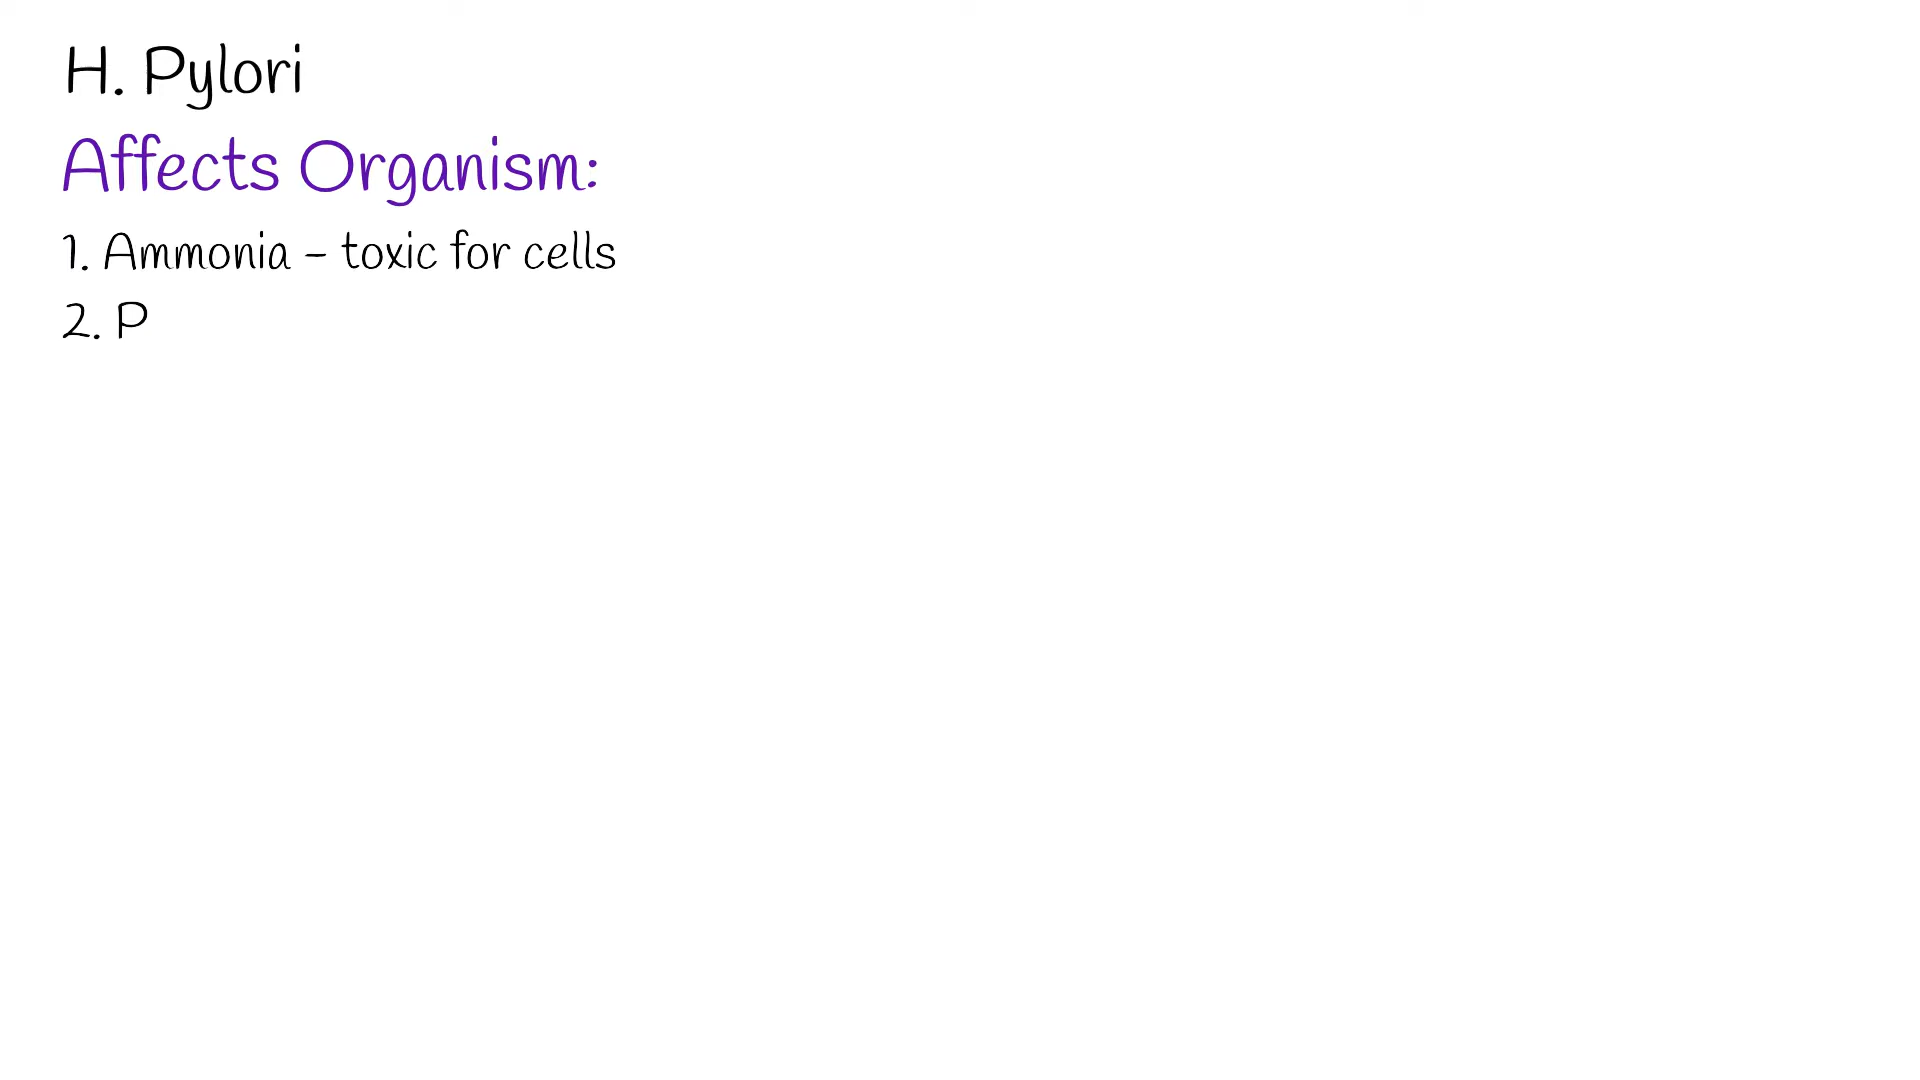 H. Pylori
Affects Organism:
1. Ammonia – toxic for cells
2. P